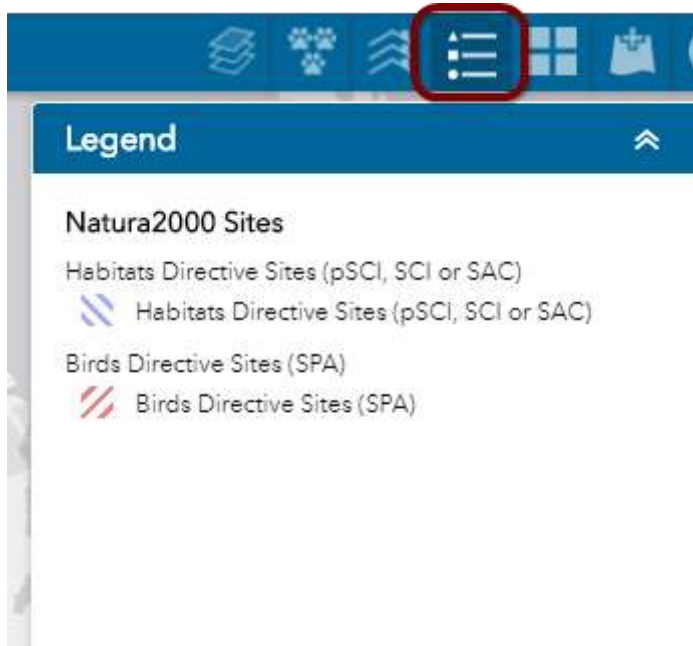 Legend
Natura2000 Sites
Habitats Directive Sites (pSCI, SCI or SAC)
Habitats Directive Sites (pSCI, SCI or SAC)
Birds Directive Sites (SPA)
Birds Directive Sites (SPA)